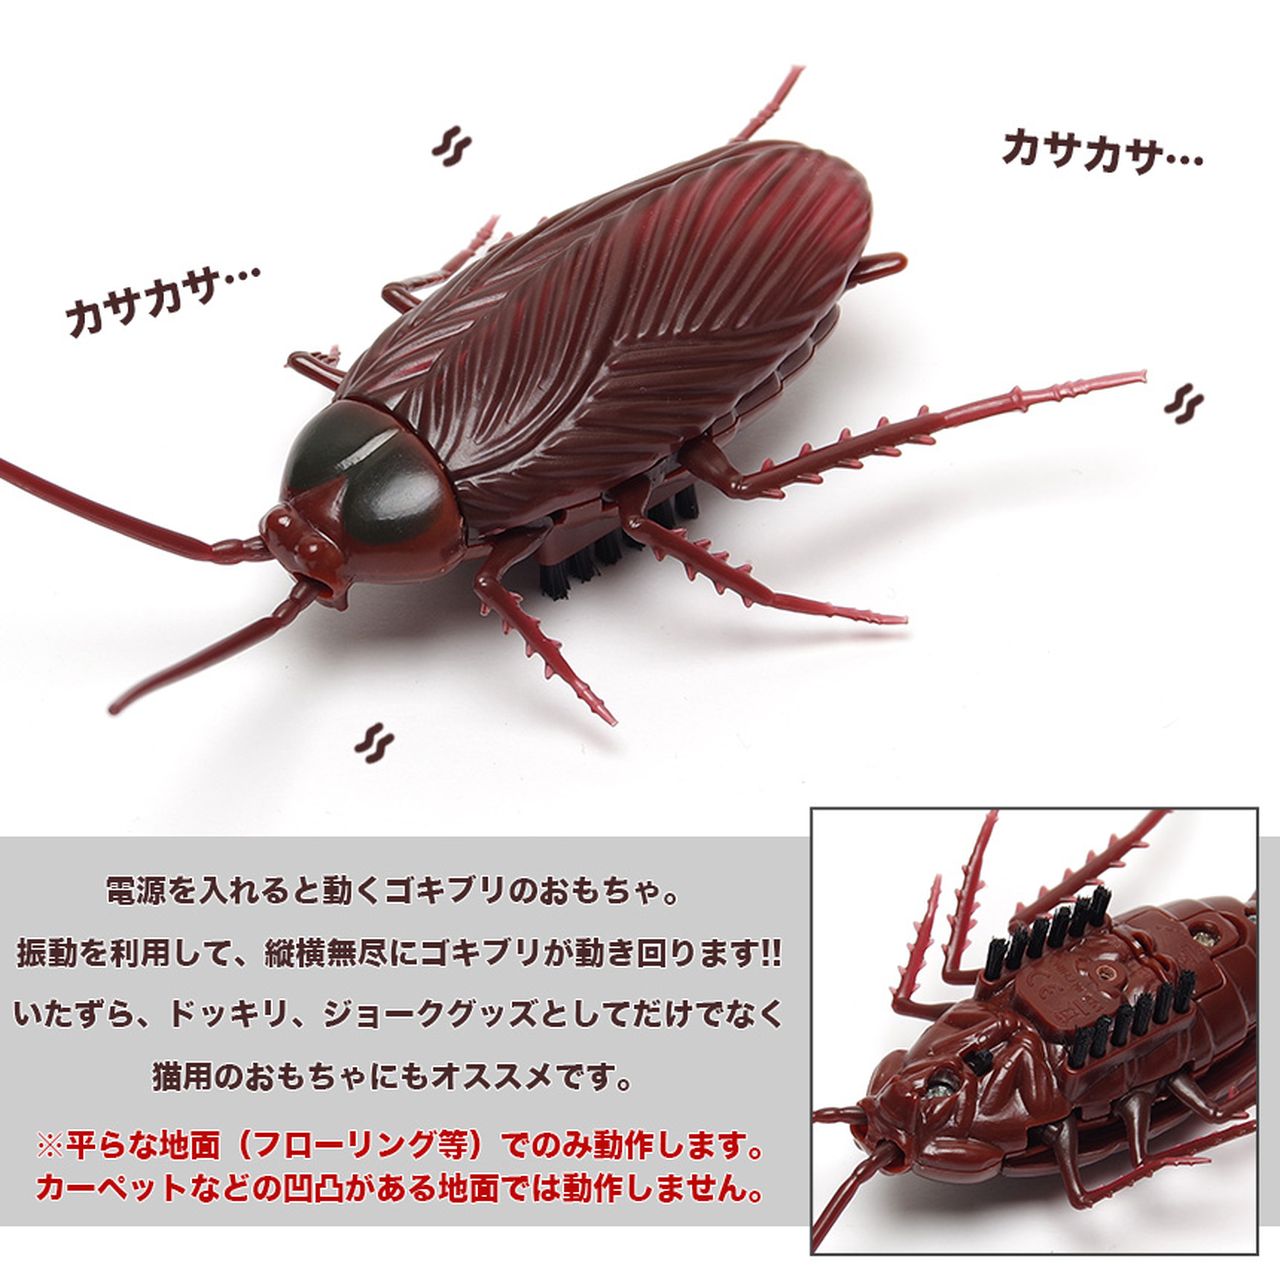 カサカサ…
カサカサ…
電源を入れると動くゴキブリのおもちゃ。
振動を利用して、縦横無尽にゴキブリが動き回ります!!
いたずら、ドッキリ、ジョークグッズとしてだけでなく
猫用のおもちゃにもオススメです。
※平らな地面（フローリング等）でのみ動作します。
カーペットなどの凹凸がある地面では動作しません。